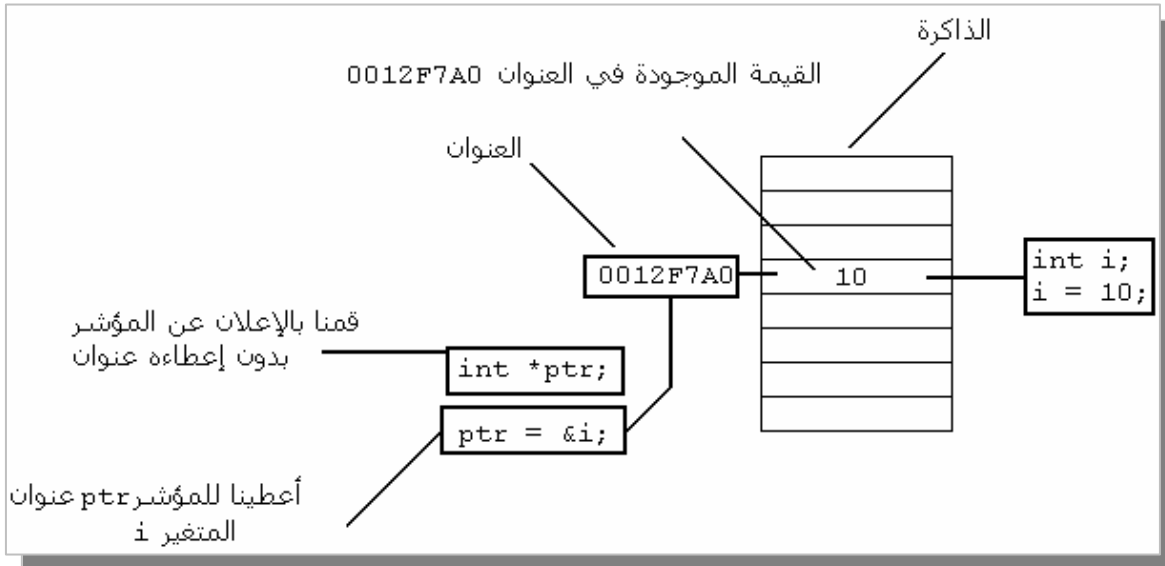 الذاكرة
القيمة الموجودة في العنوان 0012F7A0
العنوان
0012F7A0
10
int i;
i = 10;
قمنا بالإعلان عن المؤشر
بدون إعطاءه عنوان
int *ptr;
ptr = &i;
أعطينا للمؤشر ptr عنوان
المتغير i